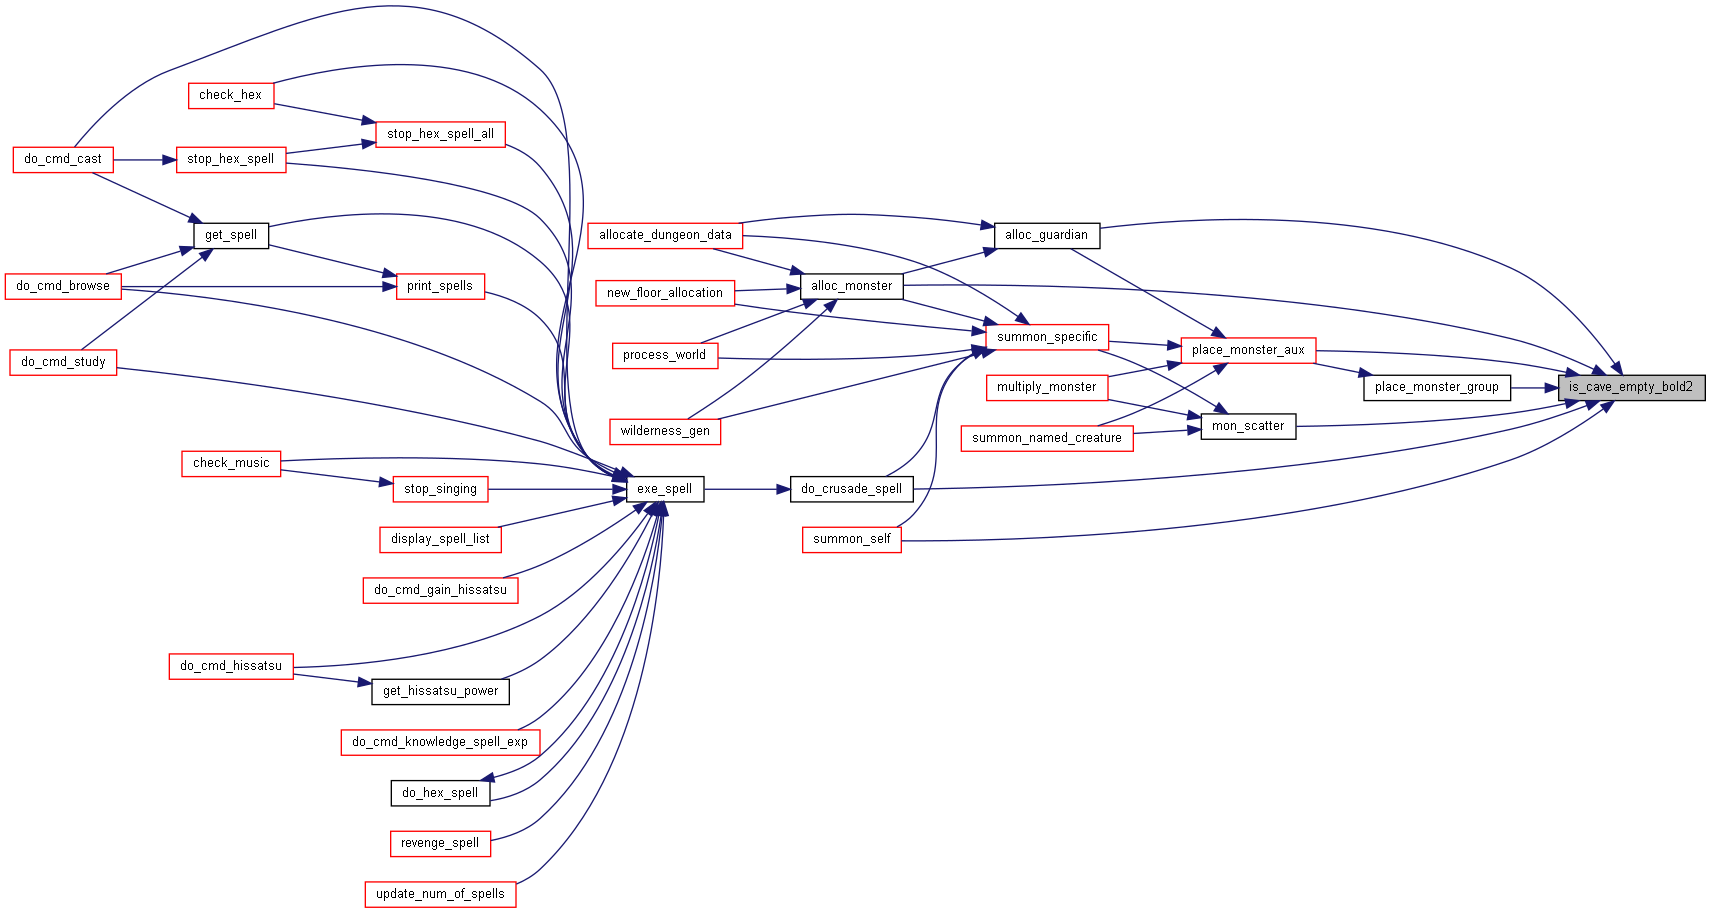 check_hex
stop_hex_spell_all
do_cmd_cast
stop_hex_spell
get_spell
allocate_dungeon_data
alloc_guardian
do_cmd_browse
print_spells
new_floor_allocation
alloc_monster
do_cmd_study
process_world
summon_specific
place_monster_aux
multiply_monster
place_monster_group
is_cave_empty_bold2
wilderness_gen
summon_named_creature
mon_scatter
check_music
stop_singing
exe_spell
do_crusade_spell
display_spell_list
summon_self
do_cmd_gain_hissatsu
do_cmd_hissatsu
get_hissatsu_power
do_cmd_knowledge_spell_exp
do_hex_spell
revenge_spell
update_num_of_spells